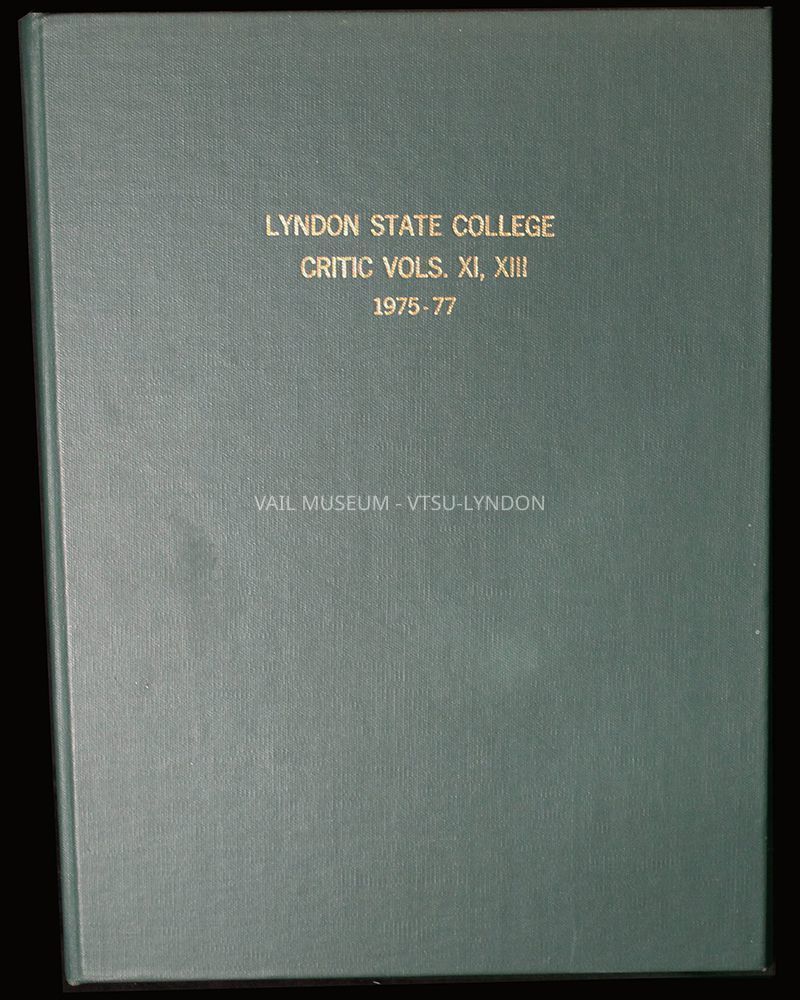 LYNDON STATE COLLEGE
CRITIC VOLS. XI, XIII
1975-77
VAIL MUSEUM - VTSU-LYNDON